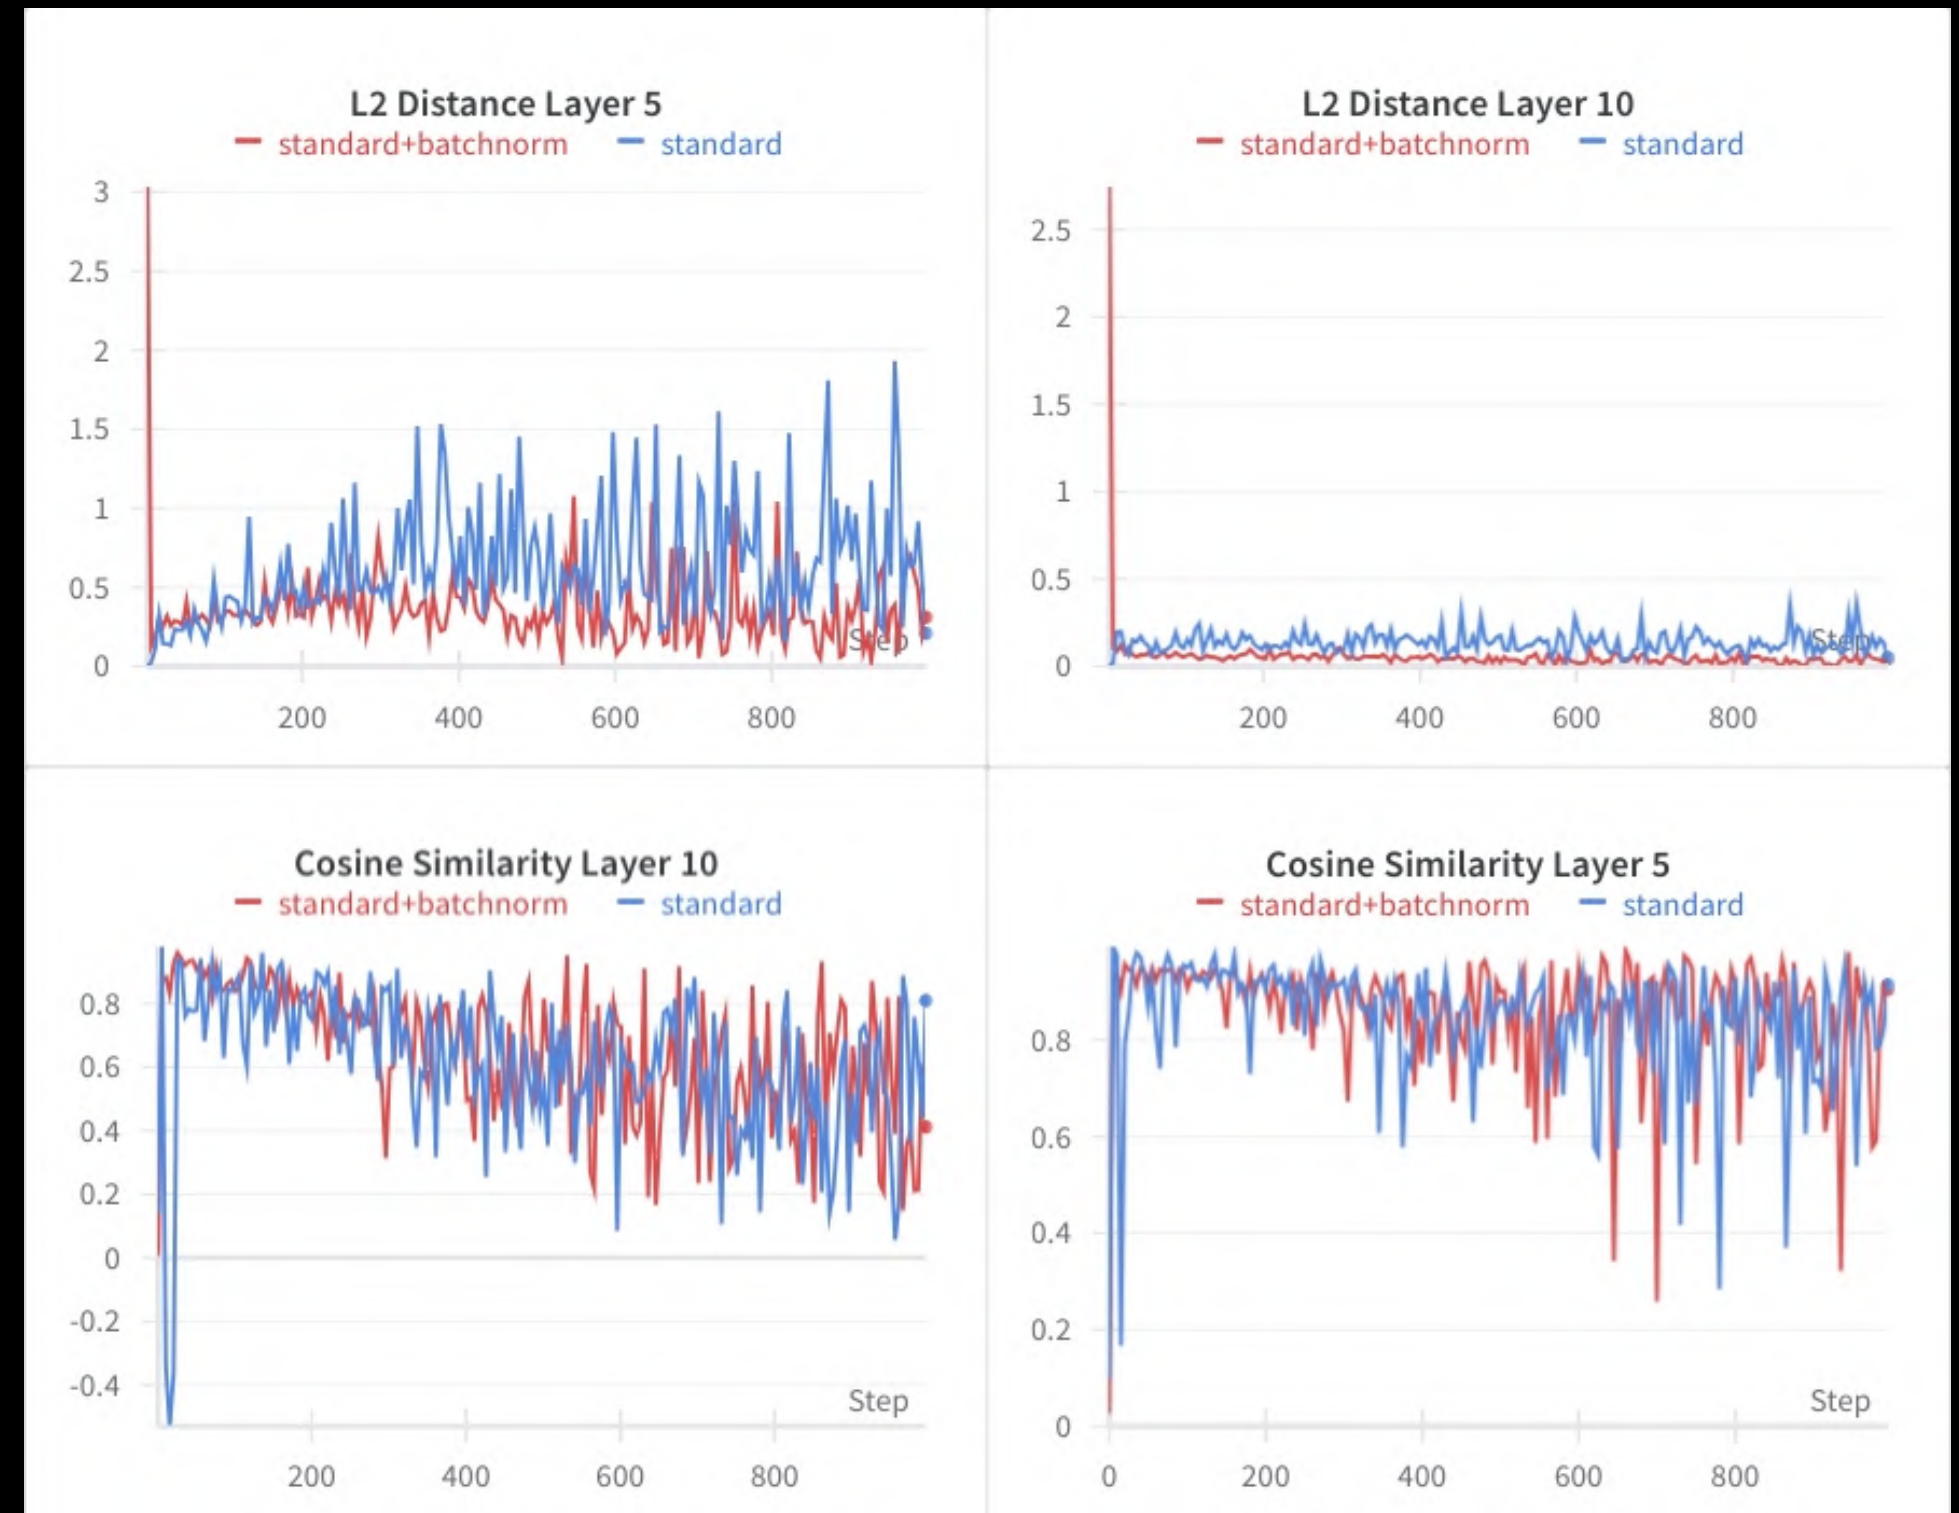 L2 Distance Layer 5
standard+batchnorm standard
3
2.5
2
1.5
1
0.5
0
Step
200 400 600 800
L2 Distance Layer 10
standard+batchnorm standard
2.5
2
1.5
1
0.5
0
Step
200 400 600 800
Cosine Similarity Layer 10
standard+batchnorm standard
0.8
0.6
0.4
0.2
0
-0.2
-0.4
Step
200 400 600 800
Cosine Similarity Layer 5
standard+batchnorm standard
0.8
0.6
0.4
0.2
0
Step
0 200 400 600 800